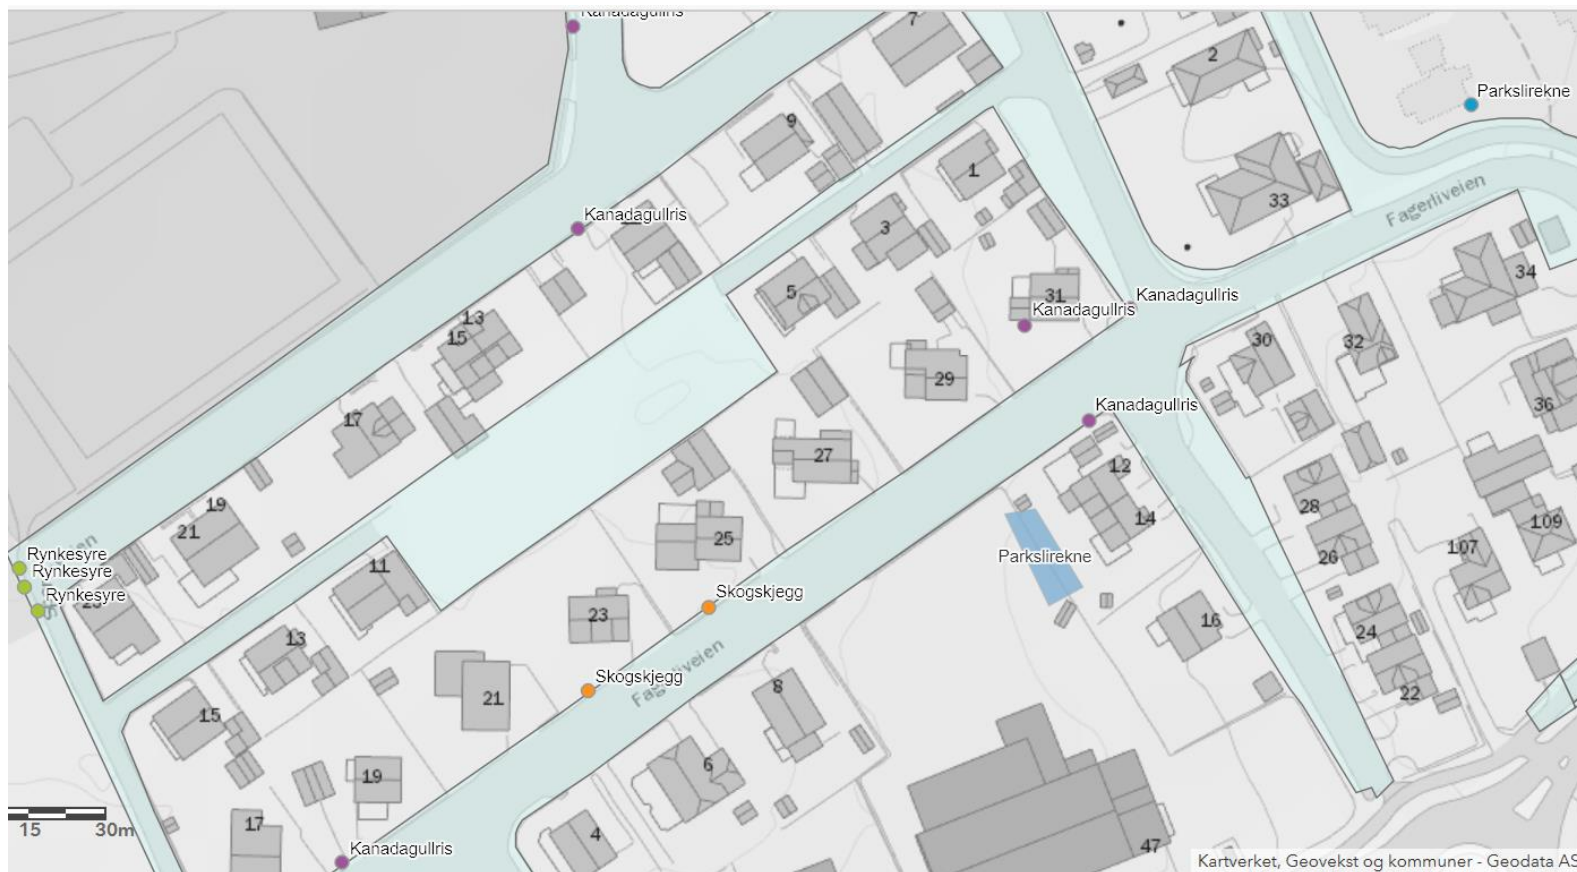 Kanadagullris
7
2
Parkslirekne
9
1
33
Fagerliveien
Kanadagullris
3
34
5
31
Kanadagullris
Kanadagullris
13
15
30
32
29
36
Kanadagullris
17
27
12
19
21
25
14
28
26
109
107
Rynkesyre
Rynkesyre
Rynkesyre
11
Parkslirekne
23
Skogskjegg
16
24
13
Skogskjegg
Fagerliveien
8
22
21
15
6
19
15
30m
17
4
47
Kanadagullris
Kartverket, Geovekst og kommuner - Geodata AS